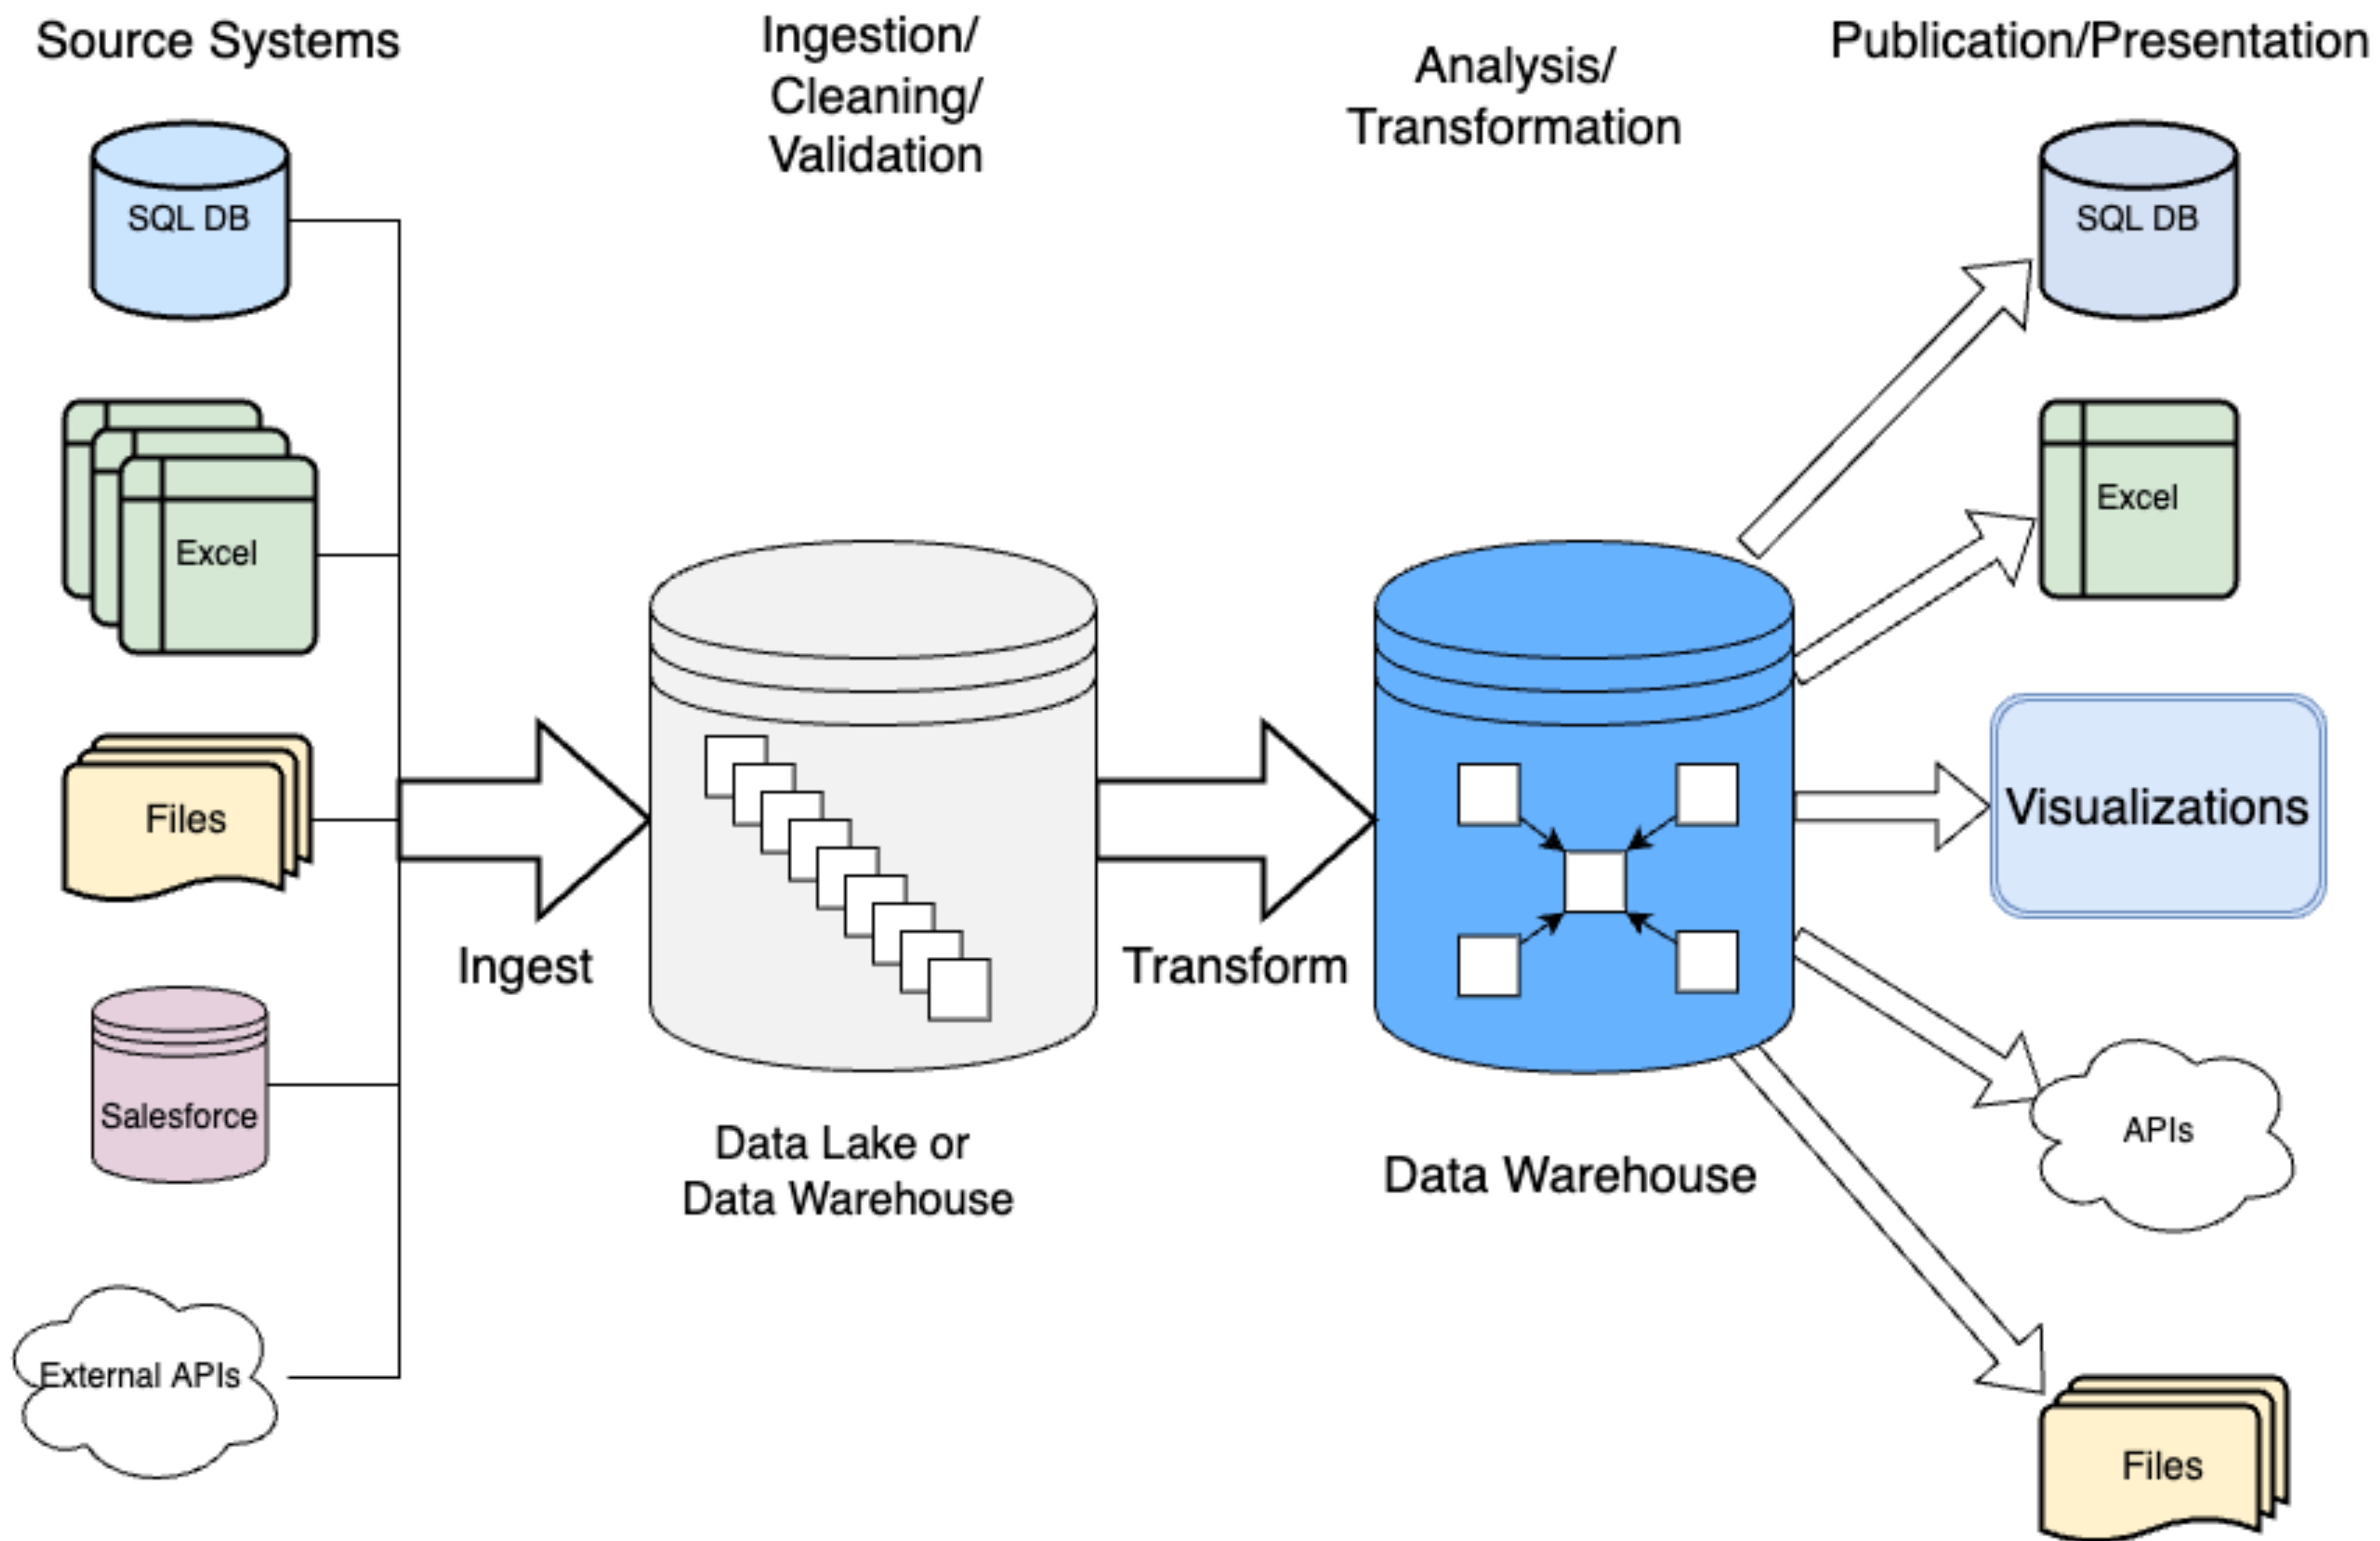 Source Systems
Ingestion/
Cleaning/
Validation
Analysis/
Transformation
Publication/Presentation
SQL DB
Excel
Files
Salesforce
External APIs
Ingest
Data Lake or
Data Warehouse
Transform
Data Warehouse
SQL DB
Excel
Visualizations
APIs
Files